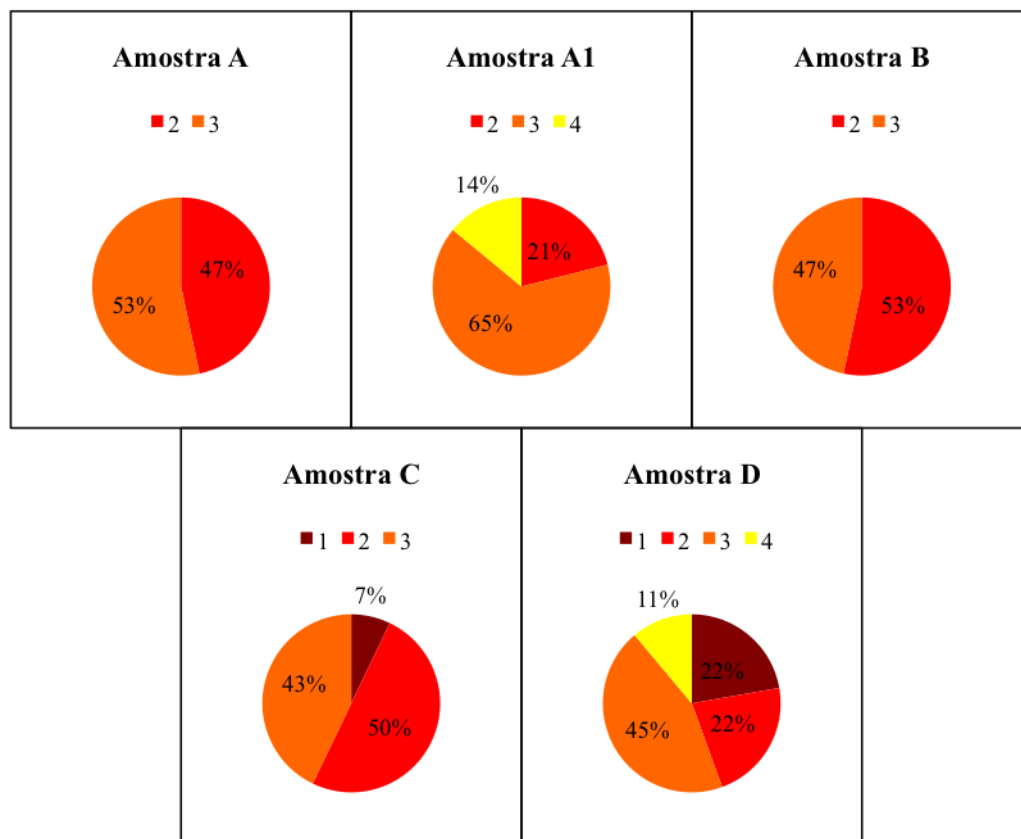 Amostra A
2 3
47%
53%
Amostra A1
2 3 4
14%
21%
65%
Amostra B
2 3
47%
53%
Amostra C
1 2 3
7%
43%
50%
Amostra D
1 2 3 4
11%
22%
45%
22%